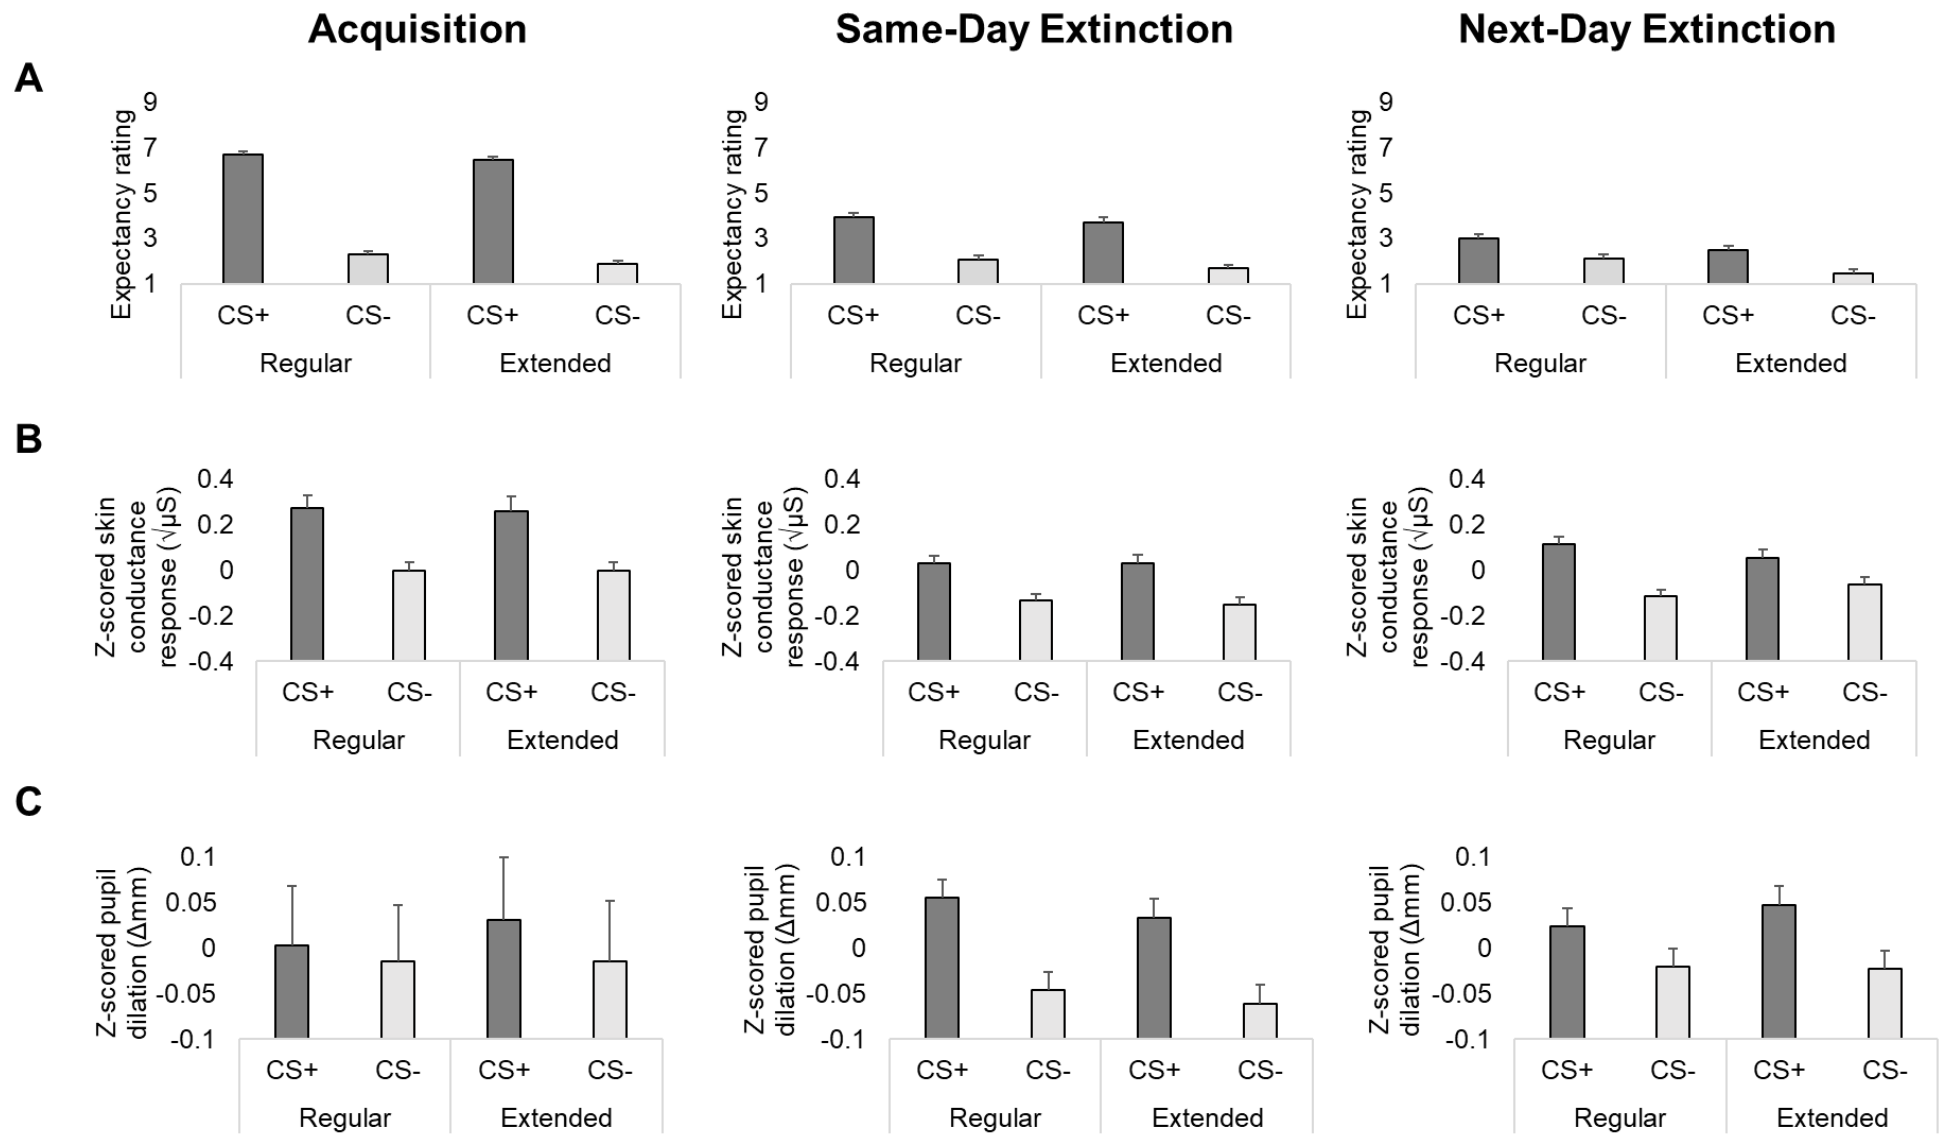 Acquisition
Same-Day Extinction
Next-Day Extinction
A
Expectancy rating
9
7
5
3
1
CS+
CS-
CS+
CS-
Regular
Extended
Expectancy rating
9
7
5
3
1
CS+
CS-
CS+
CS-
Regular
Extended
Expectancy rating
9
7
5
3
1
CS+
CS-
CS+
CS-
Regular
Extended
B
Z-scored skin
conductance
response (√µS)
0.4
0.2
0
-0.2
-0.4
CS+
CS-
CS+
CS-
Regular
Extended
Z-scored skin
conductance
response (√µS)
0.4
0.2
0
-0.2
-0.4
CS+
CS-
CS+
CS-
Regular
Extended
Z-scored skin
conductance
response (√µS)
0.4
0.2
0
-0.2
-0.4
CS+
CS-
CS+
CS-
Regular
Extended
C
Z-scored pupil
dilation (Δmm)
0.1
0.05
0
-0.05
-0.1
CS+
CS-
CS+
CS-
Regular
Extended
Z-scored pupil
dilation (Δmm)
0.1
0.05
0
-0.05
-0.1
CS+
CS-
CS+
CS-
Regular
Extended
Z-scored pupil
dilation (Δmm)
0.1
0.05
0
-0.05
-0.1
CS+
CS-
CS+
CS-
Regular
Extended